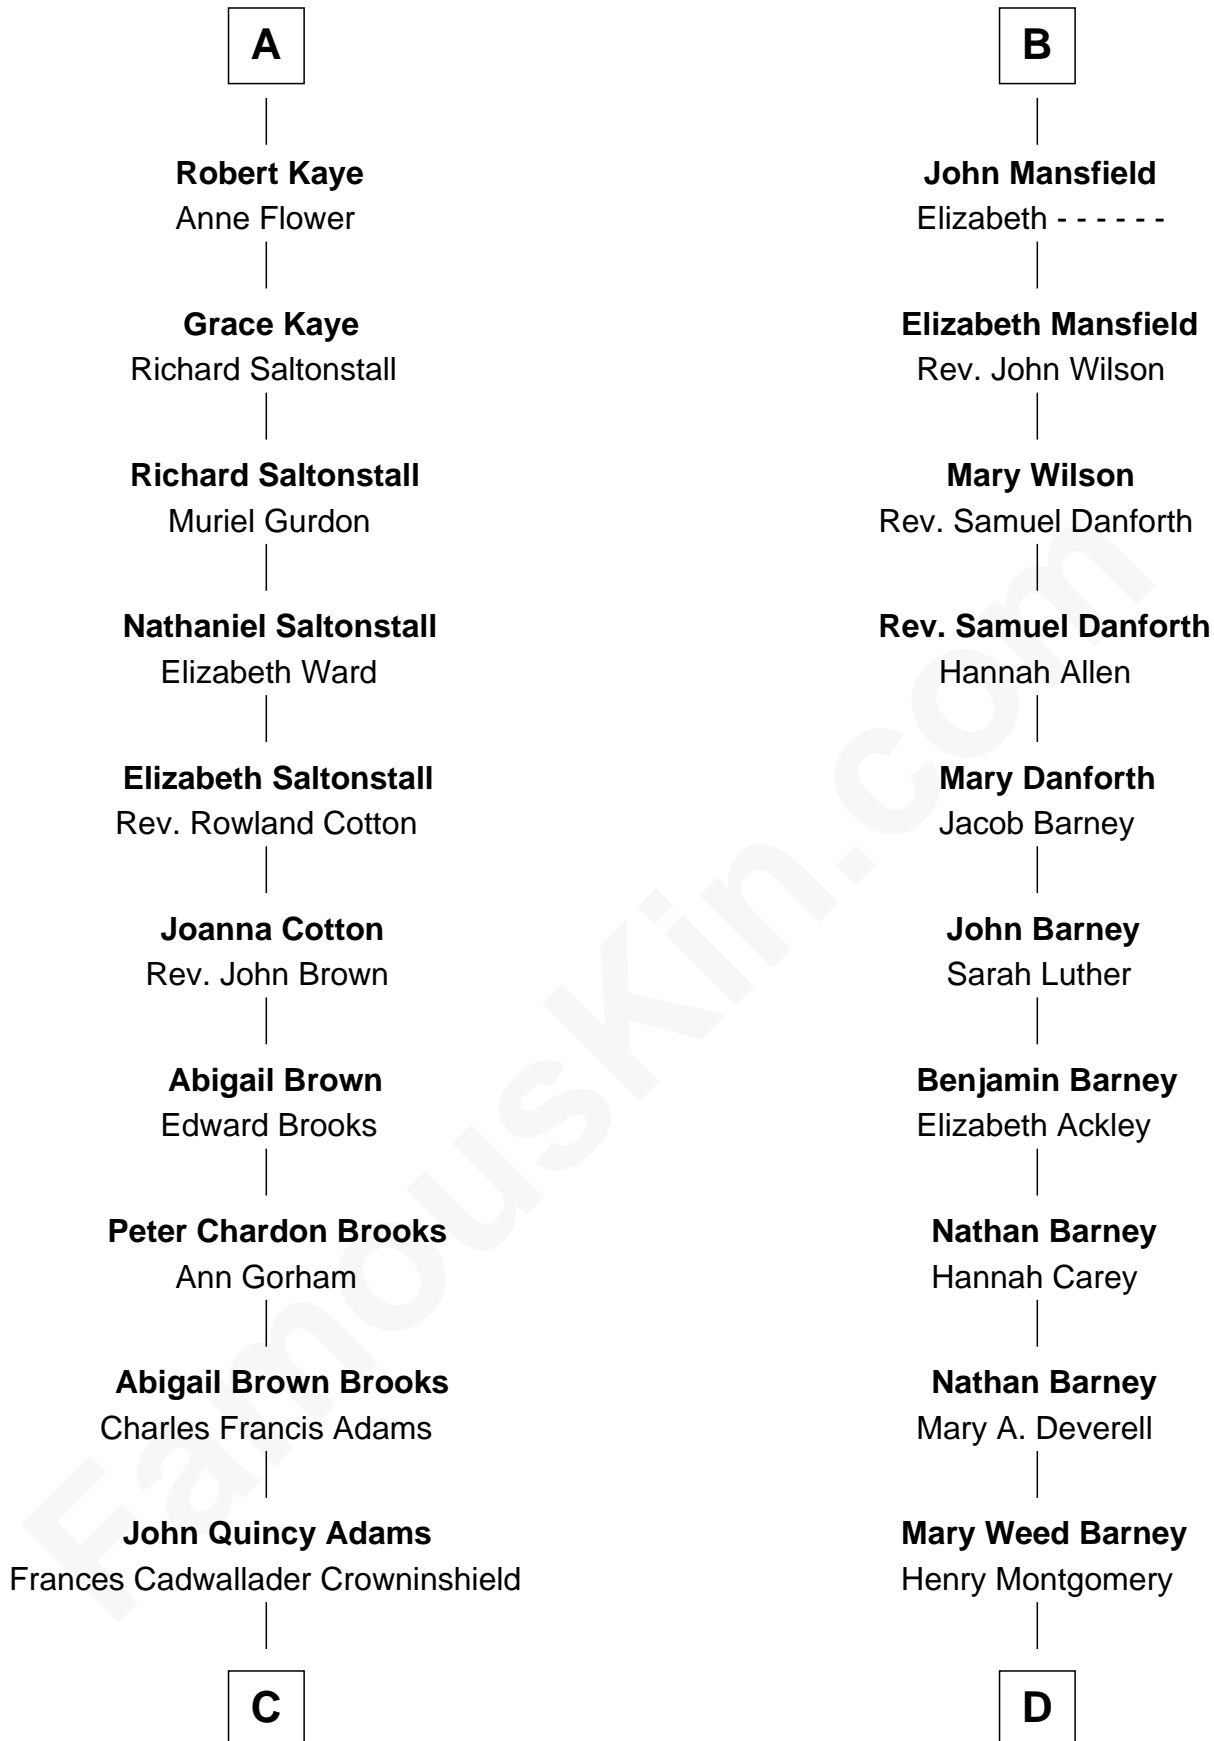 A
Robert Kaye
Anne Flower
Grace Kaye
Richard Saltonstall
Richard Saltonstall
Muriel Gurdon
Nathaniel Saltonstall
Elizabeth Ward
Elizabeth Saltonstall
Rev. Rowland Cotton
Joanna Cotton
Rev. John Brown
Abigail Brown
Edward Brooks
Peter Chardon Brooks
Ann Gorham
Abigail Brown Brooks
Charles Francis Adams
John Quincy Adams
Frances Cadwallader Crowninshield
C
B
John Mansfield
Elizabeth - - - - - -
Elizabeth Mansfield
Rev. John Wilson
Mary Wilson
Rev. Samuel Danforth
Rev. Samuel Danforth
Hannah Allen
Mary Danforth
Jacob Barney
John Barney
Sarah Luther
Benjamin Barney
Elizabeth Ackley
Nathan Barney
Hannah Carey
Nathan Barney
Mary A. Deverell
Mary Weed Barney
Henry Montgomery
D
FamousKin.com